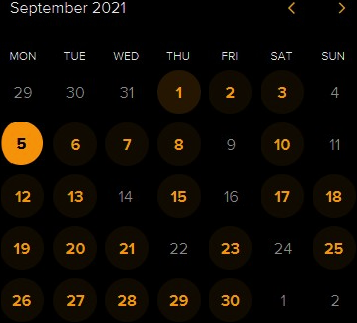 September 2021
MON TUE WED THU FRI SAT SUN
29 30 31 1 2 3 4
5 6 7 8 9 10 11
12 13 14 15 16 17 18
19 20 21 22 23 24 25
26 27 28 29 30 1 2